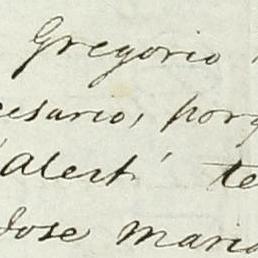 Gregorio
cesario, porq
'Alert' te
Jose Maria